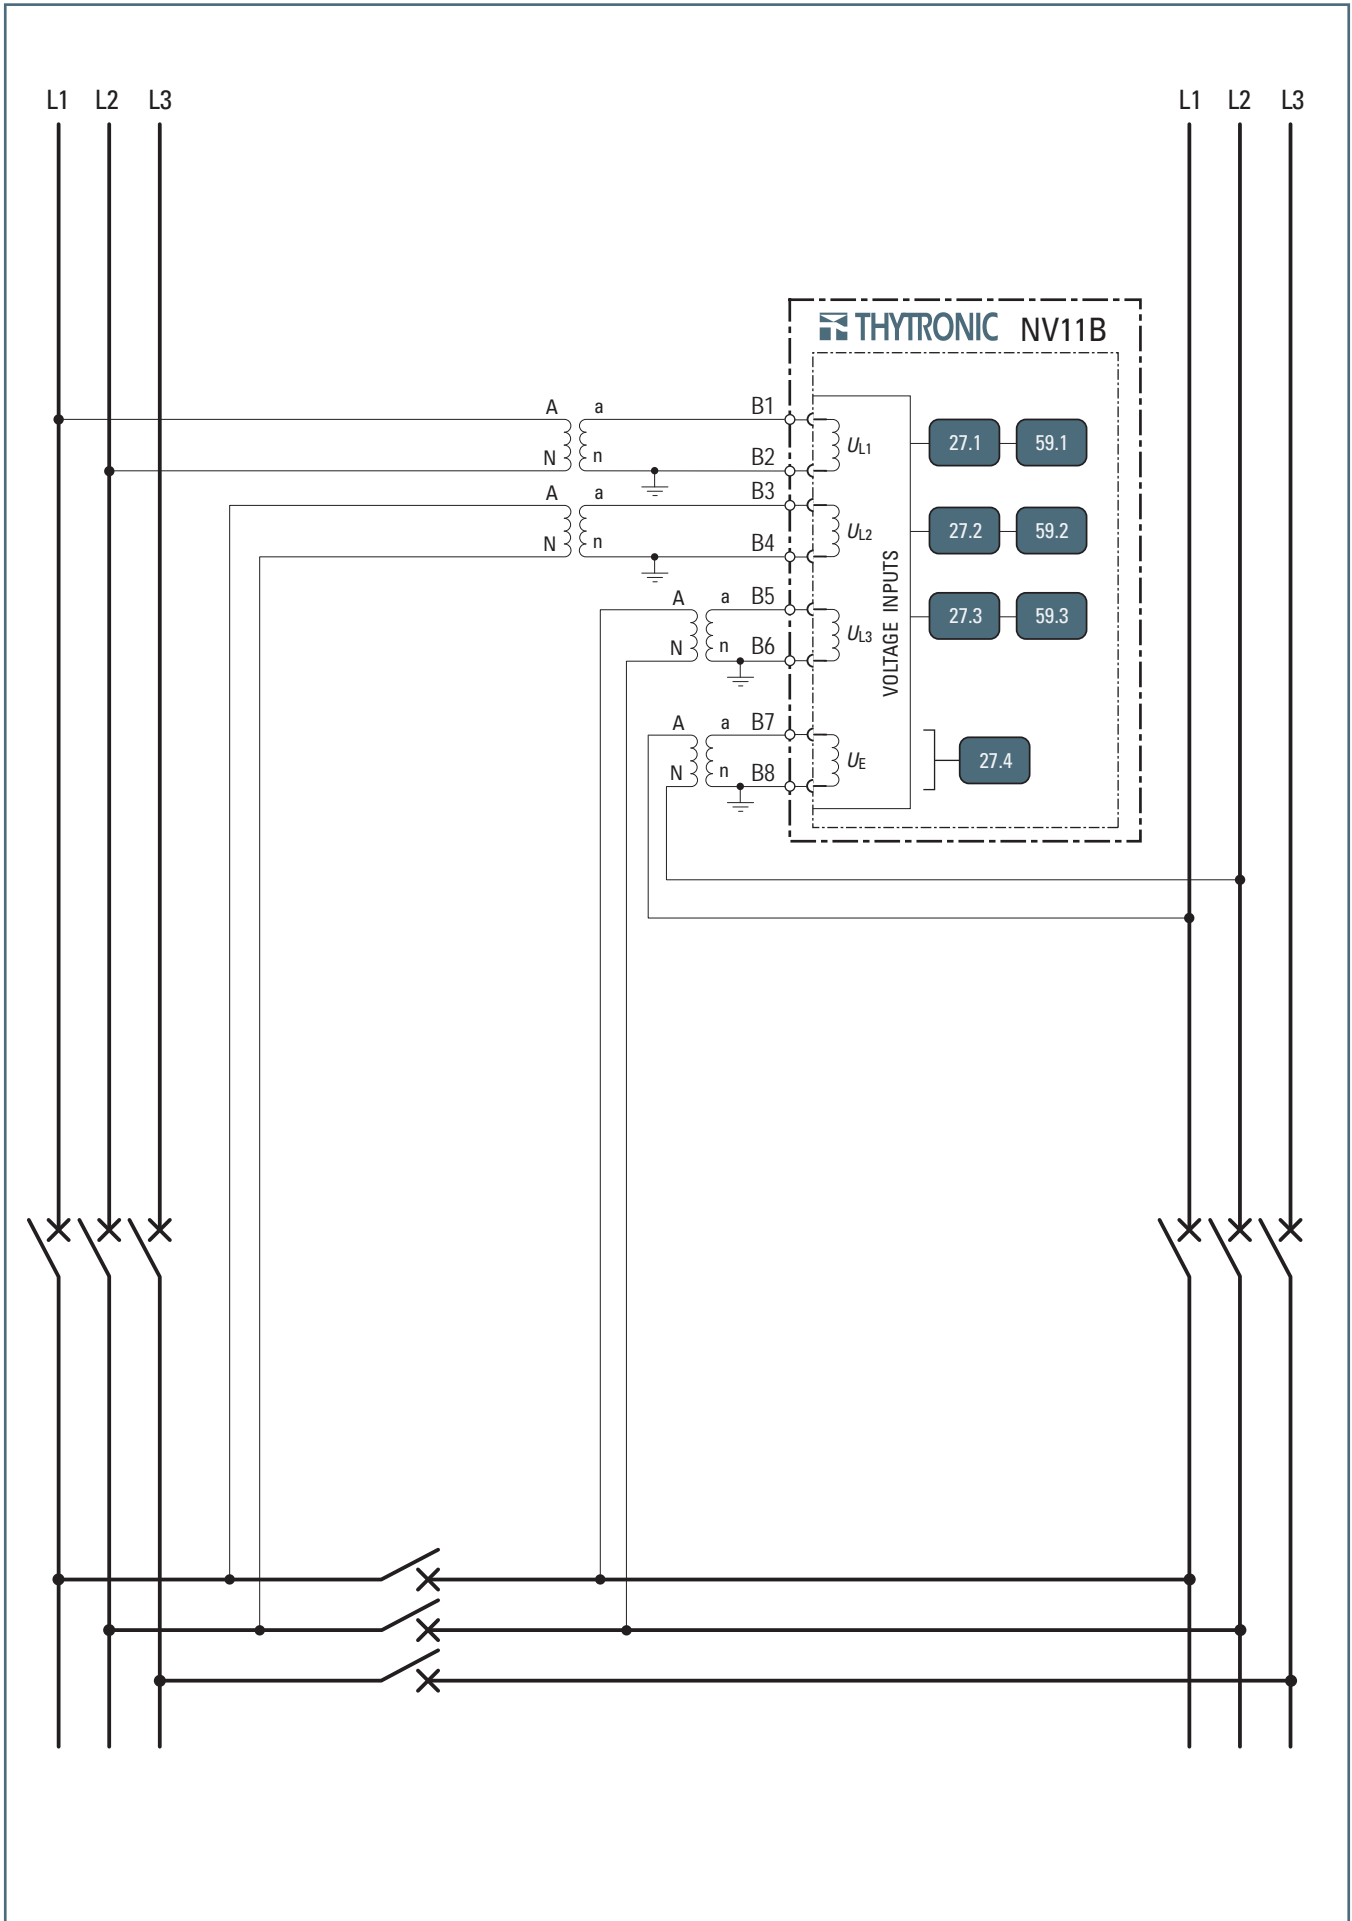 L1 L2 L3 L1 L2 L3
THYTRONIC NV11B
A a B1
N n B2
UL1
27.1 59.1
A a B3
N n B4
UL2
27.2 59.2
A a B5
N n B6
UL3
27.3 59.3
VOLTAGE INPUTS
A a B7
N n B8
UE
27.4